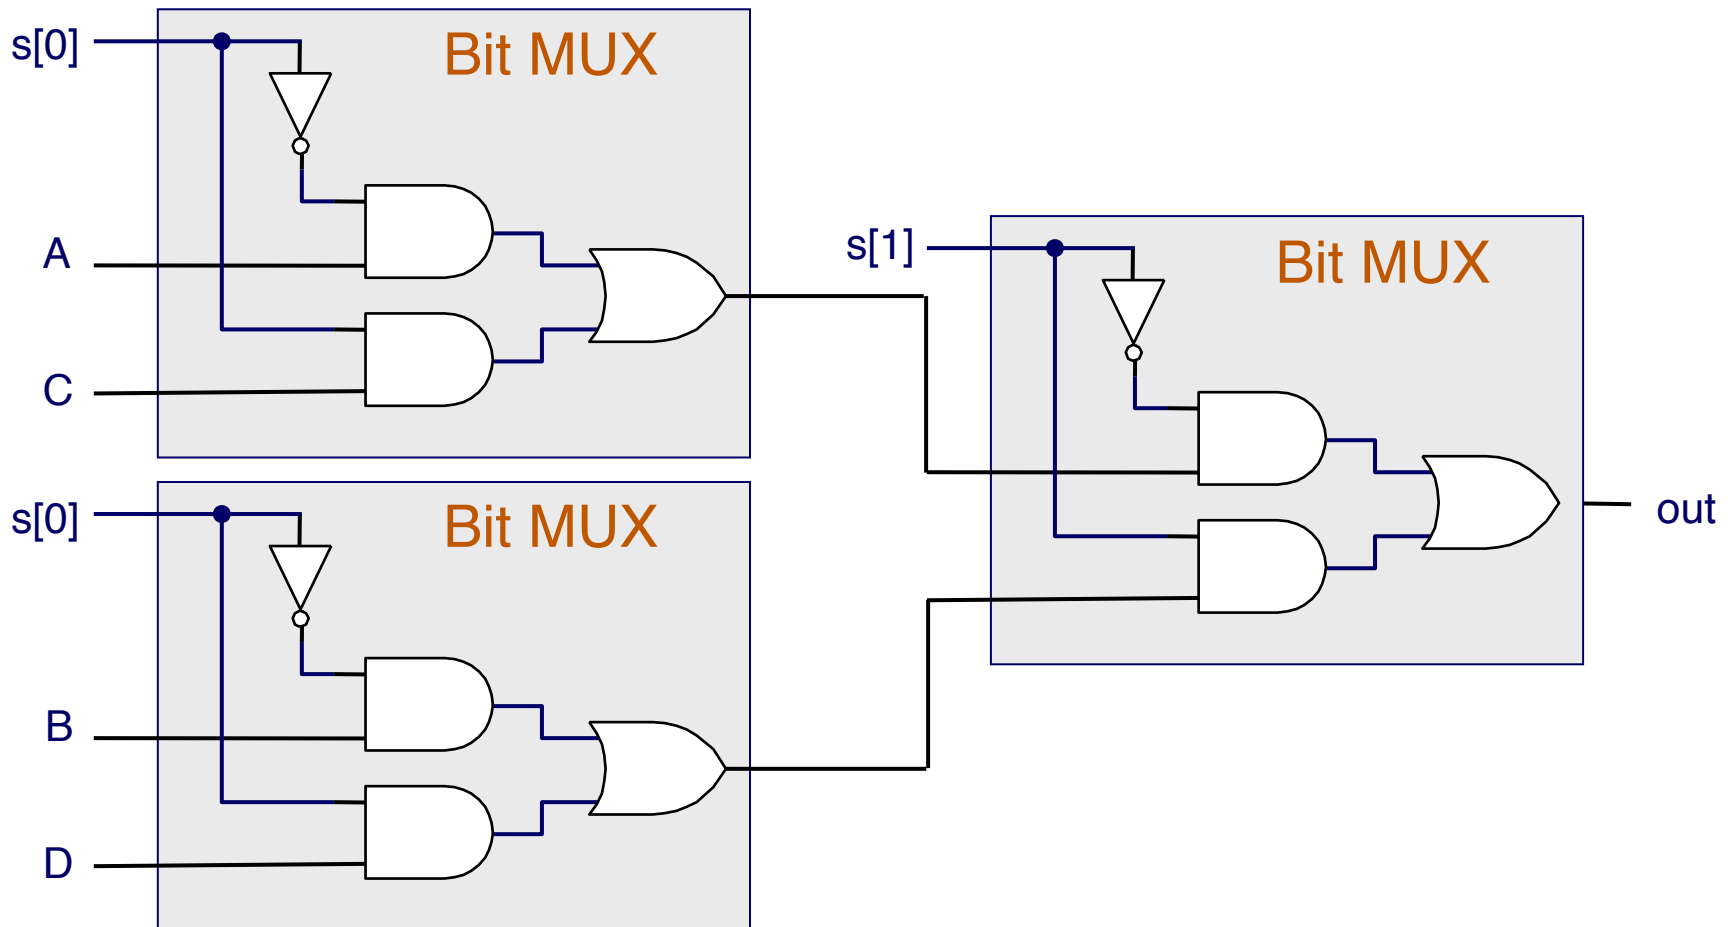 s[0]
Bit MUX
A
C
s[1]
Bit MUX
s[0]
Bit MUX
B
D
out